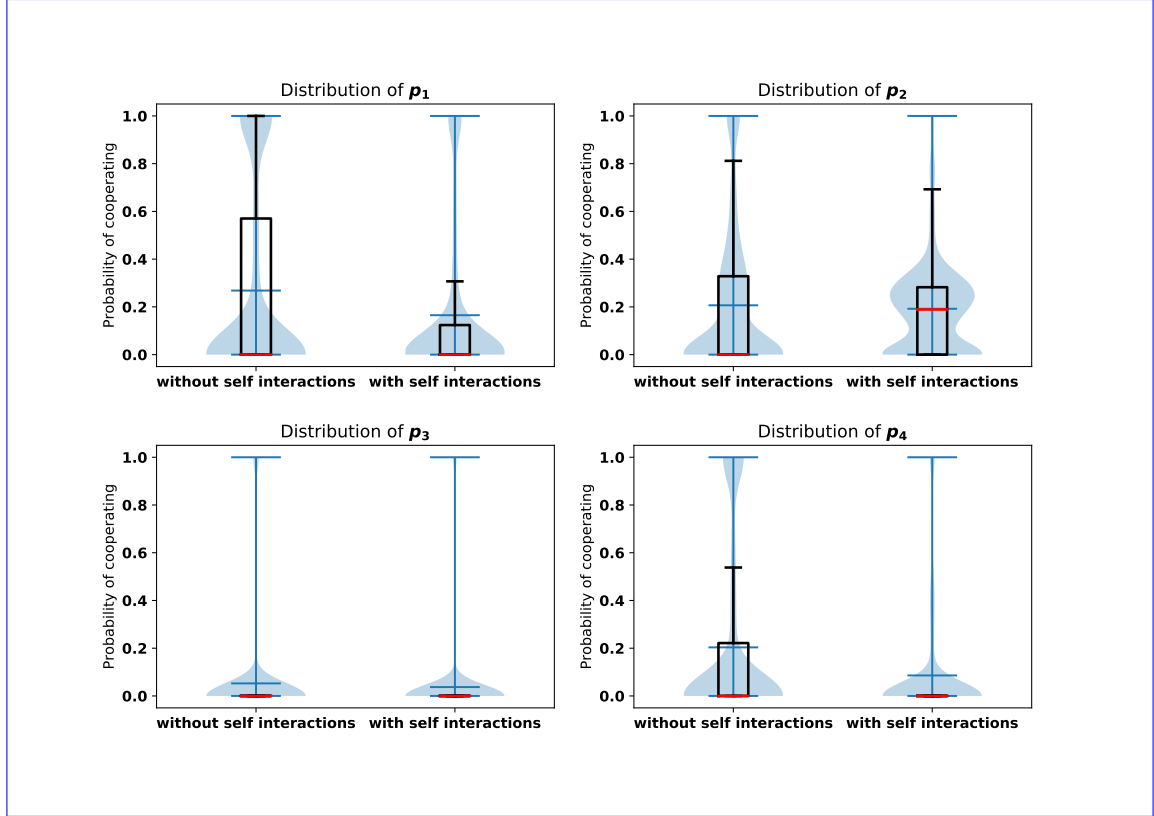 Distribution of p1
Probability of cooperating
1.0
0.8
0.6
0.4
0.2
0.0
without self interactions with self interactions
Distribution of p2
Probability of cooperating
1.0
0.8
0.6
0.4
0.2
0.0
without self interactions with self interactions
Distribution of p3
Probability of cooperating
1.0
0.8
0.6
0.4
0.2
0.0
without self interactions with self interactions
Distribution of p4
Probability of cooperating
1.0
0.8
0.6
0.4
0.2
0.0
without self interactions with self interactions